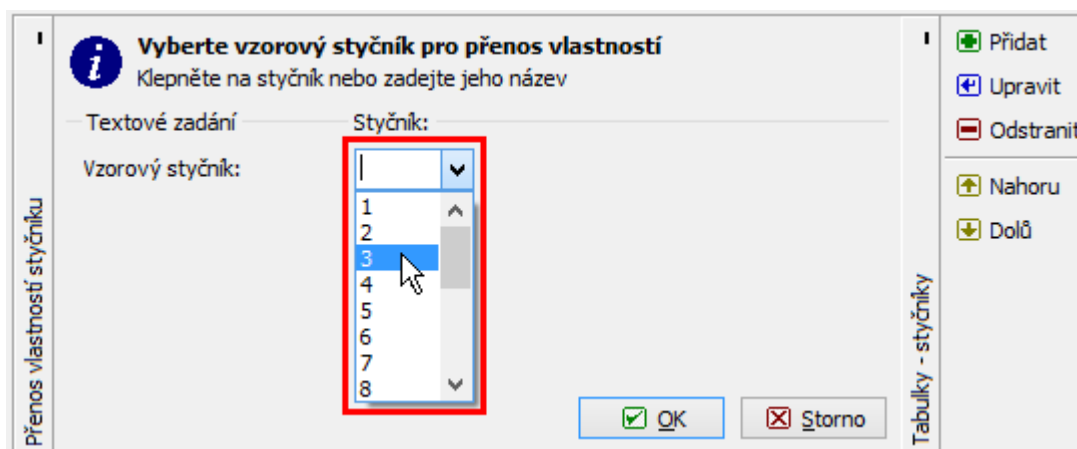 Přenos vlastností styčníku
Vyberte vzorový styčník pro přenos vlastností
Klepněte na styčník nebo zadejte jeho název
Textové zadání
Styčník:
Vzorový styčník:
1
2
3
4
5
6
7
8
OK
Storno
Tabulky - styčníky
Přidat
Upravit
Odstranit
Nahoru
Dolů